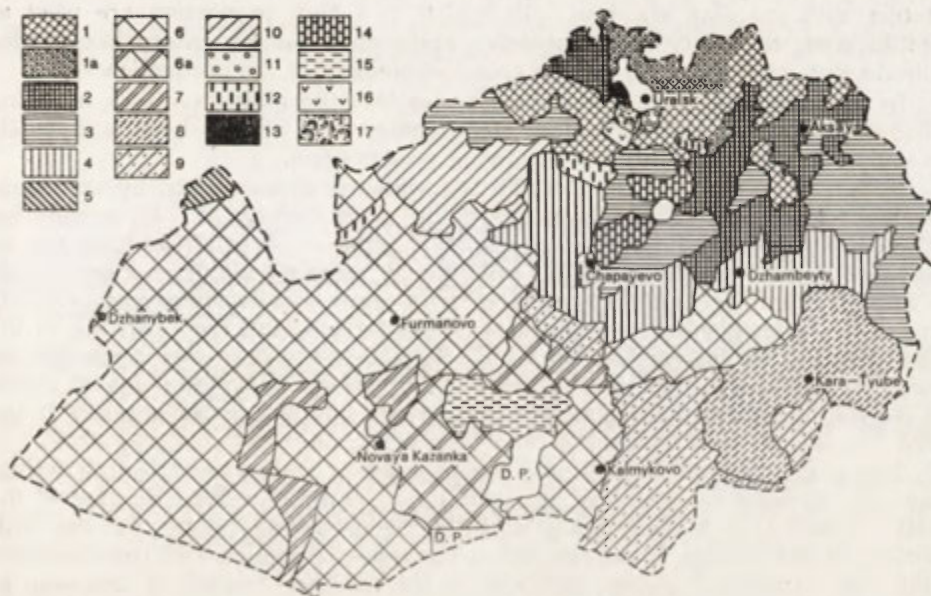 1 6 10 14
1a 6a 11 15
2 7 12 16
3 8 13 17
4 9
5
Uralsk
Aksay
Chapayevo
Dzhambeyty
Dzhanybek
Furmanovo
Kara-Tyube
Novaya Kazanka
D. P.
Kalmykovo
D. P.